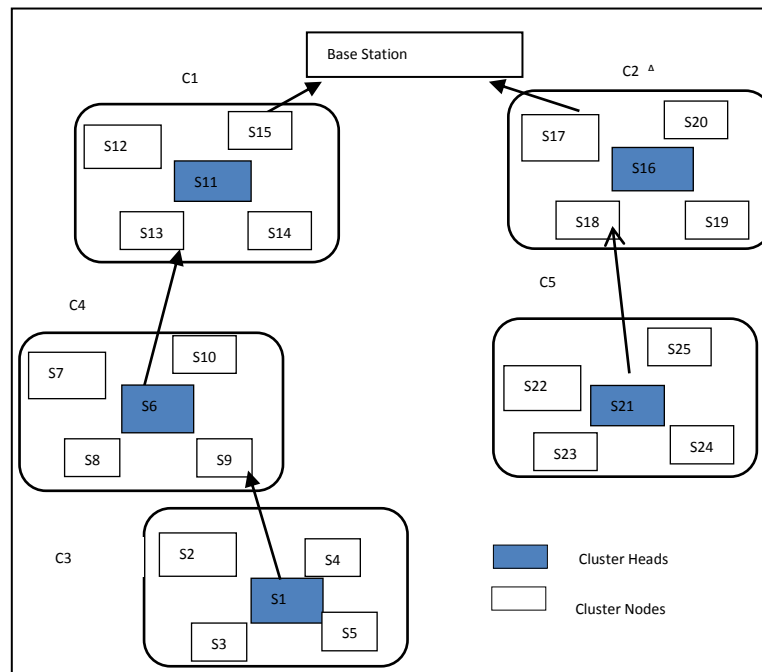 Base Station
C1
C2 Δ
S15
S12
S11
S13
S14
S17
S20
S16
S18
S19
C4
C5
S10
S7
S6
S8
S9
S25
S22
S21
S23
S24
C3
S2
S4
S1
S3
S5
Cluster Heads
Cluster Nodes